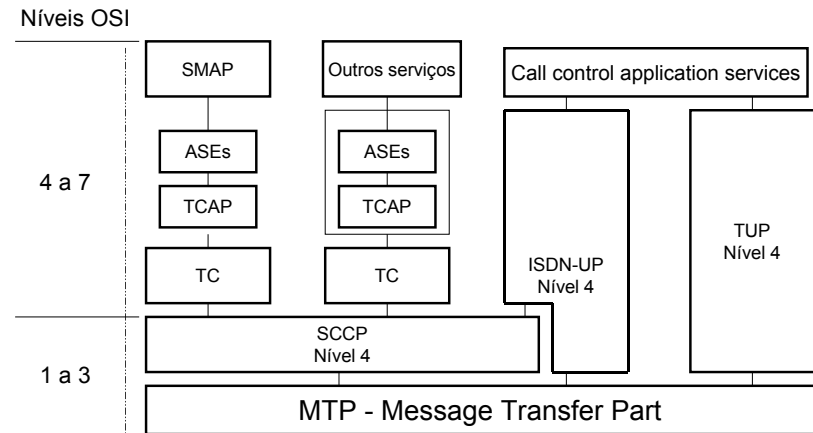 Níveis OSI
SMAP
Outros serviços
Call control application services
ASEs
ASEs
4 a 7
TCAP
TCAP
TUP
Nível 4
TC
TC
ISDN-UP
Nível 4
SCCP
Nível 4
1 a 3
MTP - Message Transfer Part